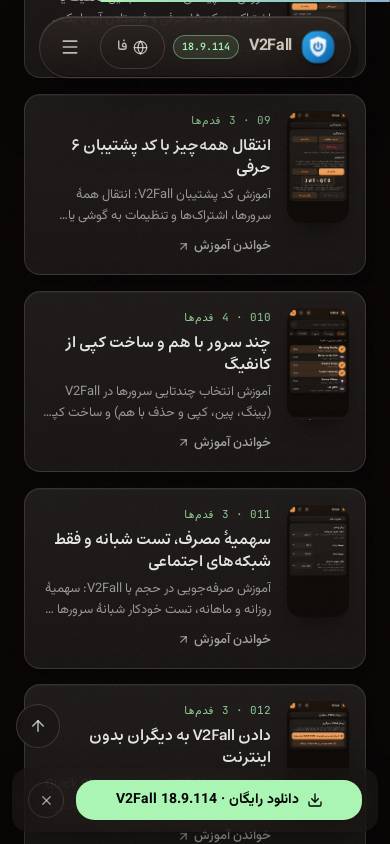 V2Fall
18.9.114
فا
09 · 3 قدم‌ها
انتقال همه‌چیز با کد پشتیبان ۶
حرفی
آموزش کد پشتیبان V2Fall: انتقال همهٔ
سرورها، اشتراک‌ها و تنظیمات به گوشی یا...
خواندن آموزش
010 · 4 قدم‌ها
چند سرور با هم و ساخت کپی از
کانفیگ
آموزش انتخاب چندتایی سرورها در V2Fall
(پینگ، پین، کپی و حذف با هم) و ساخت کپی...
خواندن آموزش
011 · 3 قدم‌ها
سهمیهٔ مصرف، تست شبانه و فقط
شبکه‌های اجتماعی
آموزش صرفه‌جویی در حجم با V2Fall: سهمیهٔ
روزانه و ماهانه، تست خودکار شبانهٔ سرورها ...
خواندن آموزش
012 · 3 قدم‌ها
دادن V2Fall به دیگران بدون
اینترنت
دانلود رایگان · V2Fall 18.9.114
خواندن آموزش